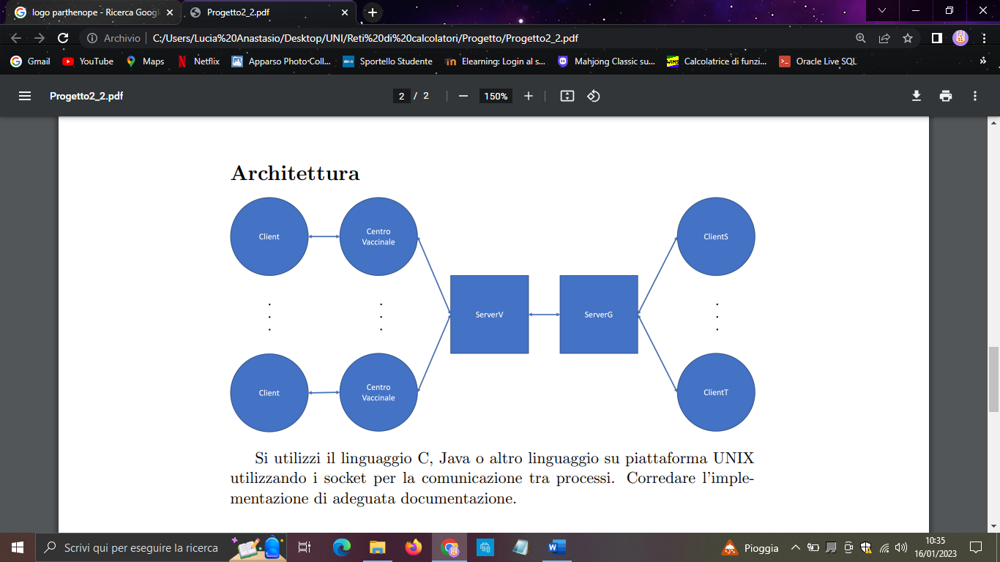 logo parthenope - Ricerca Googl
Progetto2_2.pdf
Archivio
C:/Users/Lucia%20Anastasio/Desktop/UNI/Reti%20di%20calcolatori/Progetto/Progetto2_2.pdf
Gmail
YouTube
Maps
Netflix
Apparso Photo Coll...
Sportello Studente
Elearning: Login al s...
Mahjong Classic su...
Calcolatrice di funzi...
Oracle Live SQL
Progetto2_2.pdf
2 / 2
150%
Architettura
Client
Centro
Vaccinale
ClientS
ServerV
ServerG
Client
Centro
Vaccinale
ClientT
Si utilizzi il linguaggio C, Java o altro linguaggio su piattaforma UNIX
utilizzando i socket per la comunicazione tra processi. Corredare l'imple-
mentazione di adeguata documentazione.
Scrivi qui per eseguire la ricerca
Pioggia
10:35
16/01/2023